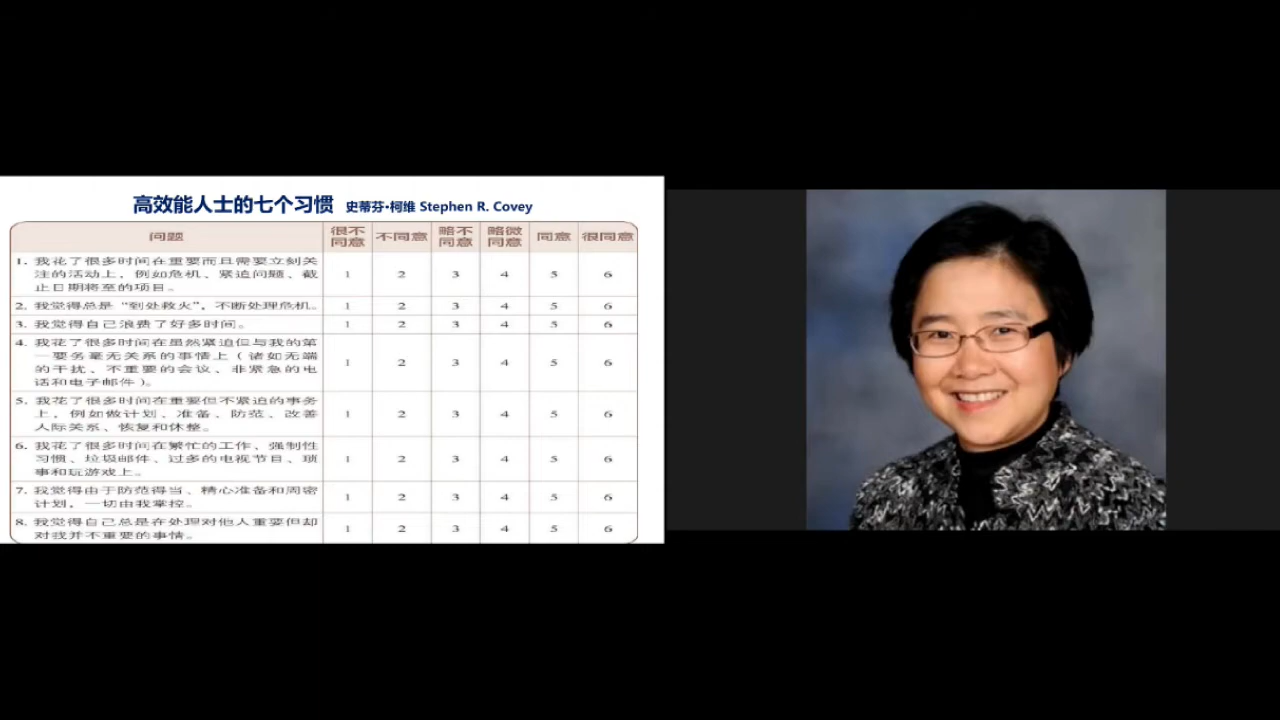 高效能人士的七个习惯 史蒂芬·柯维 Stephen R. Covey
问题 很不同意 不同意 略不同意 略微同意 同意 很同意
1. 我花了很多时间在重要而且需要立刻关
注的活动上，例如危机、紧迫问题、截
止日期将至的项目。
1 2 3 4 5 6
2. 我觉得总是“到处救火”，不断处理危机。 1 2 3 4 5 6
3. 我觉得自己浪费了好多时间。 1 2 3 4 5 6
4. 我花了很多时间在虽然紧迫但与我的第
一要务毫无关系的事情上（诸如无端
的干扰、不重要的会议、非紧急的电
话和电子邮件）。
1 2 3 4 5 6
5. 我花了很多时间在重要但不紧迫的事务
上，例如做计划、准备、防范、改善
人际关系、恢复和休整。
1 2 3 4 5 6
6. 我花了很多时间在繁忙的工作、强制性
习惯、垃圾邮件、过多的电视节目、琐
事和玩游戏上。
1 2 3 4 5 6
7. 我觉得由于防范得当、精心准备和周密
计划，一切由我掌控。
1 2 3 4 5 6
8. 我觉得自己总是在处理对他人重要但却
对我并不重要的事情。
1 2 3 4 5 6